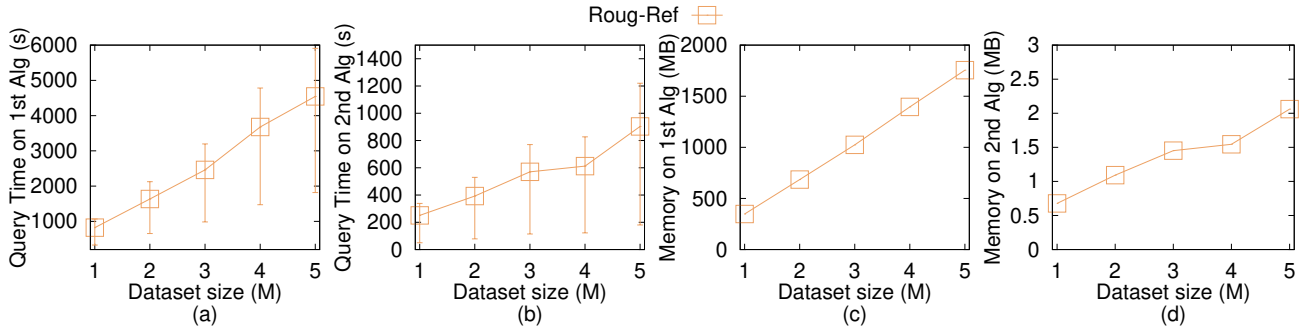 Roug-Ref
Query Time on 1st Alg (s)
6000
5000
4000
3000
2000
1000
1 2 3 4 5
Dataset size (M)
(a)
Query Time on 2nd Alg (s)
1400
1200
1000
800
600
400
200
0
1 2 3 4 5
Dataset size (M)
(b)
Memory on 1st Alg (MB)
2000
1500
1000
500
0
1 2 3 4 5
Dataset size (M)
(c)
Memory on 2nd Alg (MB)
3
2.5
2
1.5
1
0.5
0
1 2 3 4 5
Dataset size (M)
(d)